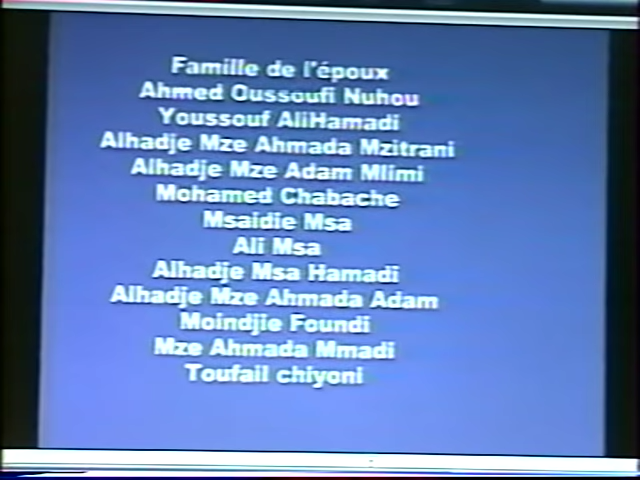 Famille de l'époux
Ahmed Oussoufi Nuhou
Youssouf AliHamadi
Alhadje Mze Ahmada Mzitrani
Alhadje Mze Adam Mlimi
Mohamed Chabache
Msaidie Msa
Ali Msa
Alhadje Msa Hamadi
Alhadje Mze Ahmada Adam
Moindjie Foundi
Mze Ahmada Mmadi
Toufail chiyoni